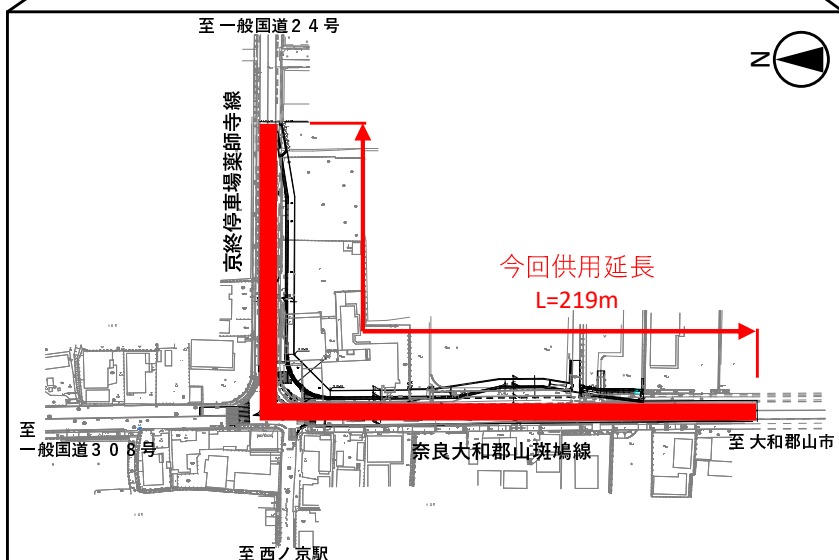 至 一般国道２４号
N
京終停車場薬師寺線
今回供用延長
L=219m
至
一般国道３０８号
奈良大和郡山斑鳩線
至 大和郡山市
至 西ノ京駅